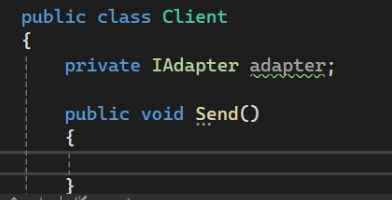 public class Client
{
private IAdapter adapter;
public void Send()
{
}